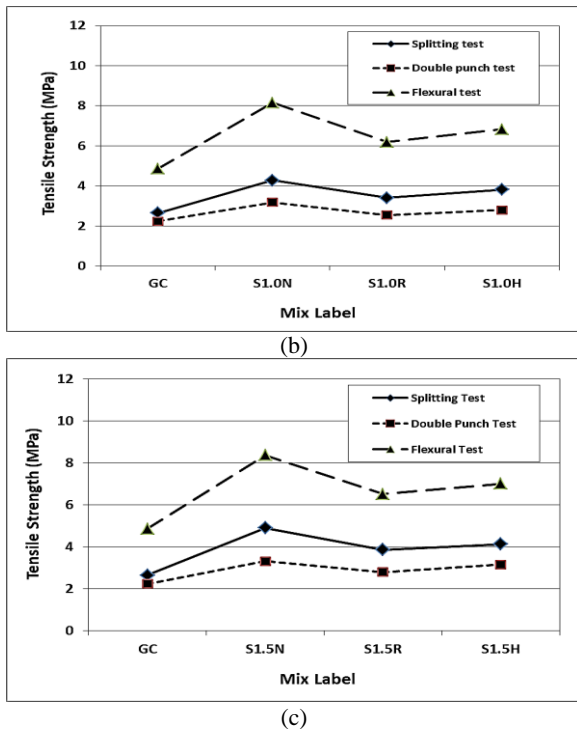 12
10
8
6
4
2
0
Tensile Strength (MPa)
Splitting test
Double punch test
Flexural test
GC S1.0N S1.0R S1.0H
Mix Label
(b)
12
10
8
6
4
2
0
Tensile Strength (MPa)
Splitting Test
Double Punch Test
Flexural Test
GC S1.5N S1.5R S1.5H
Mix Label
(c)